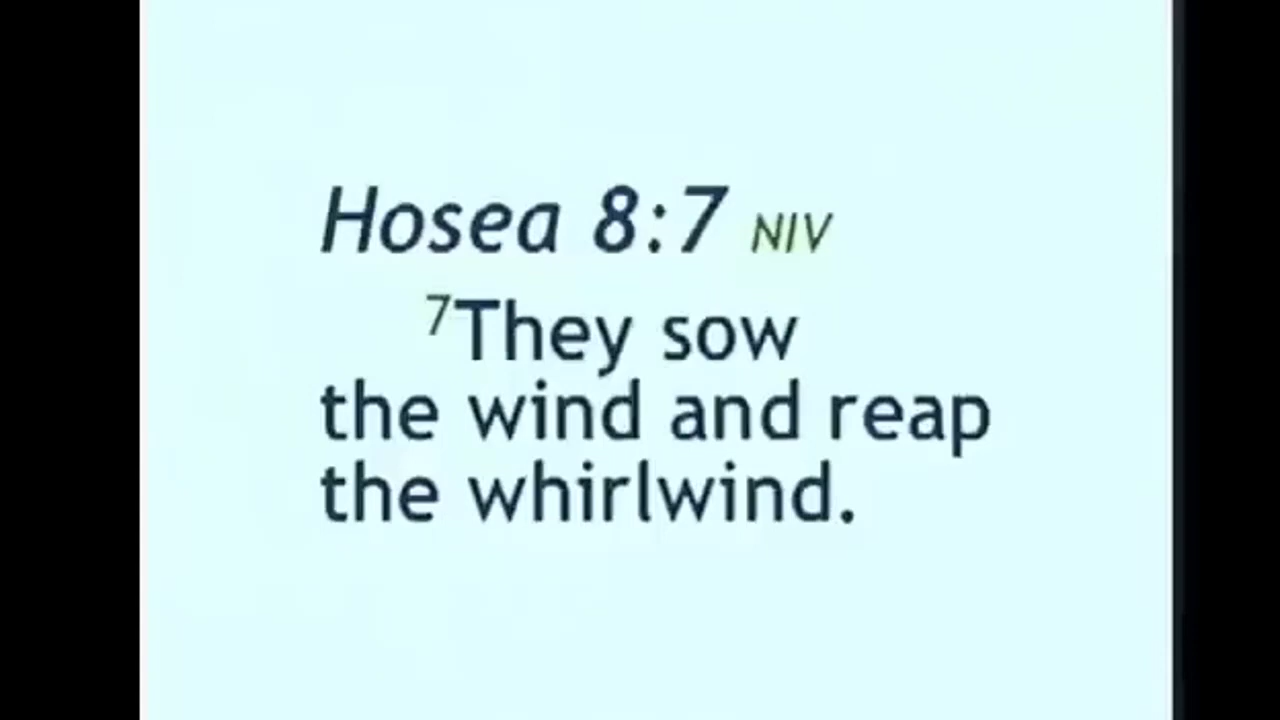 Hosea 8:7 NIV
⁷They sow
the wind and reap
the whirlwind.